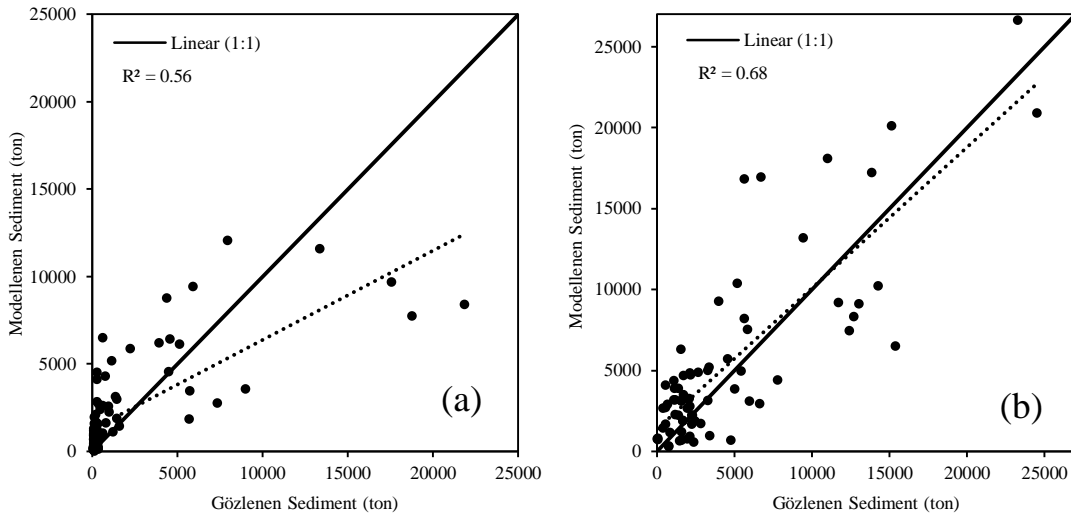 25000
20000
15000
10000
5000
0
0
5000
10000
15000
20000
25000
Modellenen Sediment (ton)
Gözlenen Sediment (ton)
Linear (1:1)
R² = 0.56
(a)
25000
20000
15000
10000
5000
0
0
5000
10000
15000
20000
25000
Modellenen Sediment (ton)
Gözlenen Sediment (ton)
Linear (1:1)
R² = 0.68
(b)